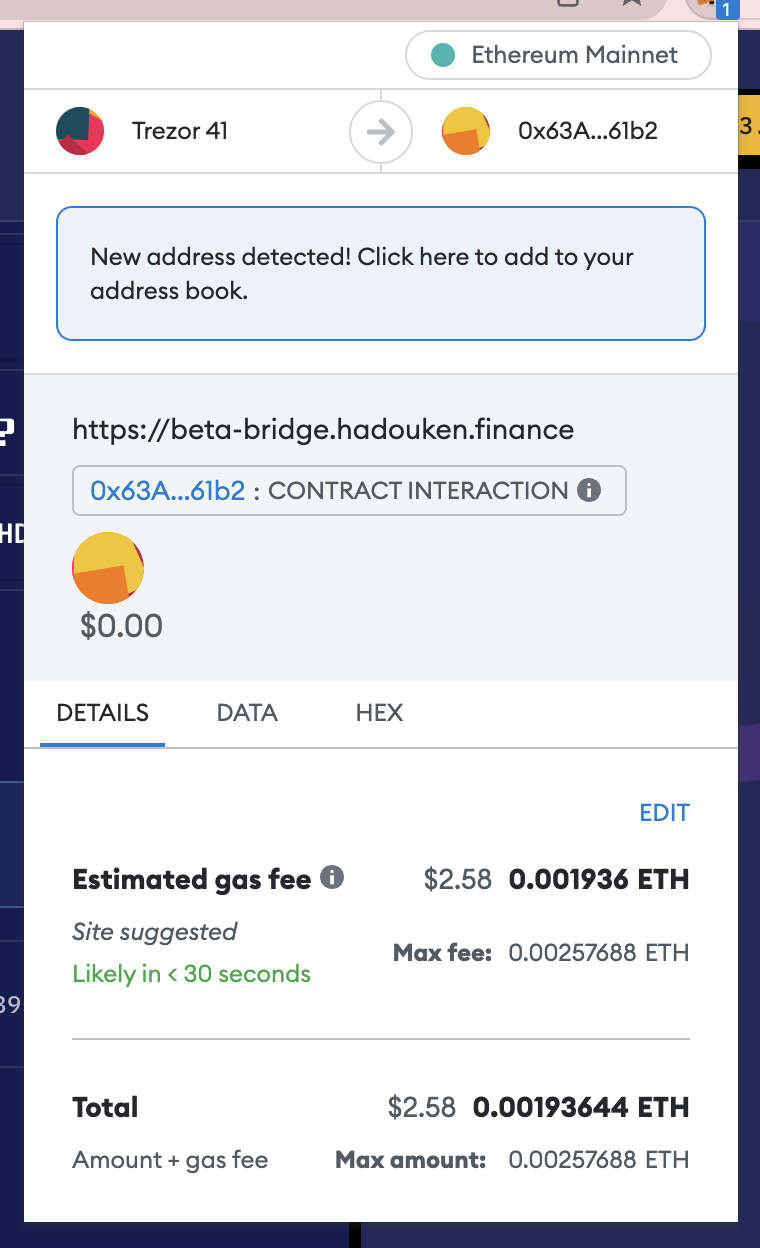 1
Ethereum Mainnet
Trezor 41
0x63A...61b2
3.
New address detected! Click here to add to your
address book.
https://beta-bridge.hadouken.finance
?
0x63A...61b2 : CONTRACT INTERACTION
HD
$0.00
DETAILS DATA HEX
EDIT
Estimated gas fee $2.58 0.001936 ETH
Site suggested
Max fee: 0.00257688 ETH
Likely in < 30 seconds
39
Total $2.58 0.00193644 ETH
Amount + gas fee Max amount: 0.00257688 ETH